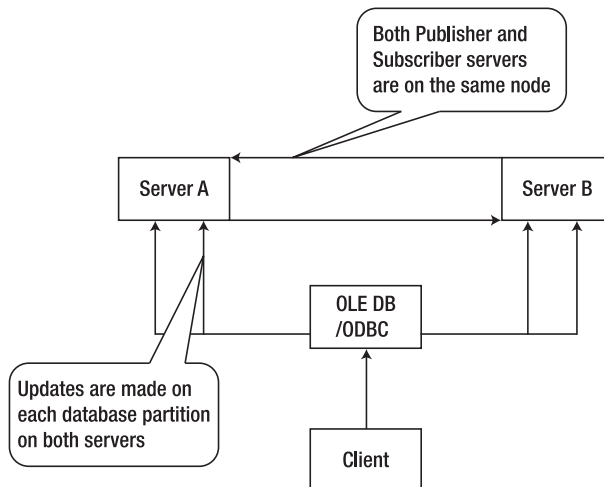 Both Publisher and
Subscriber servers
are on the same node
Server A
Server B
OLE DB
/ODBC
Updates are made on
each database partition
on both servers
Client